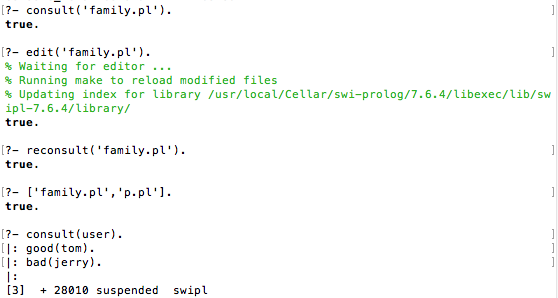 [?- consult('family.pl'). ]
true.
[?- edit('family.pl'). ]
% Waiting for editor ...
% Running make to reload modified files
% Updating index for library /usr/local/Cellar/swi-prolog/7.6.4/libexec/lib/sw
ipl-7.6.4/library/
true.
[?- reconsult('family.pl'). ]
true.
[?- ['family.pl','p.pl']. ]
true.
[?- consult(user). ]
[|: good(tom). ]
[|: bad(jerry). ]
|:
[3]  + 28010 suspended  swipl